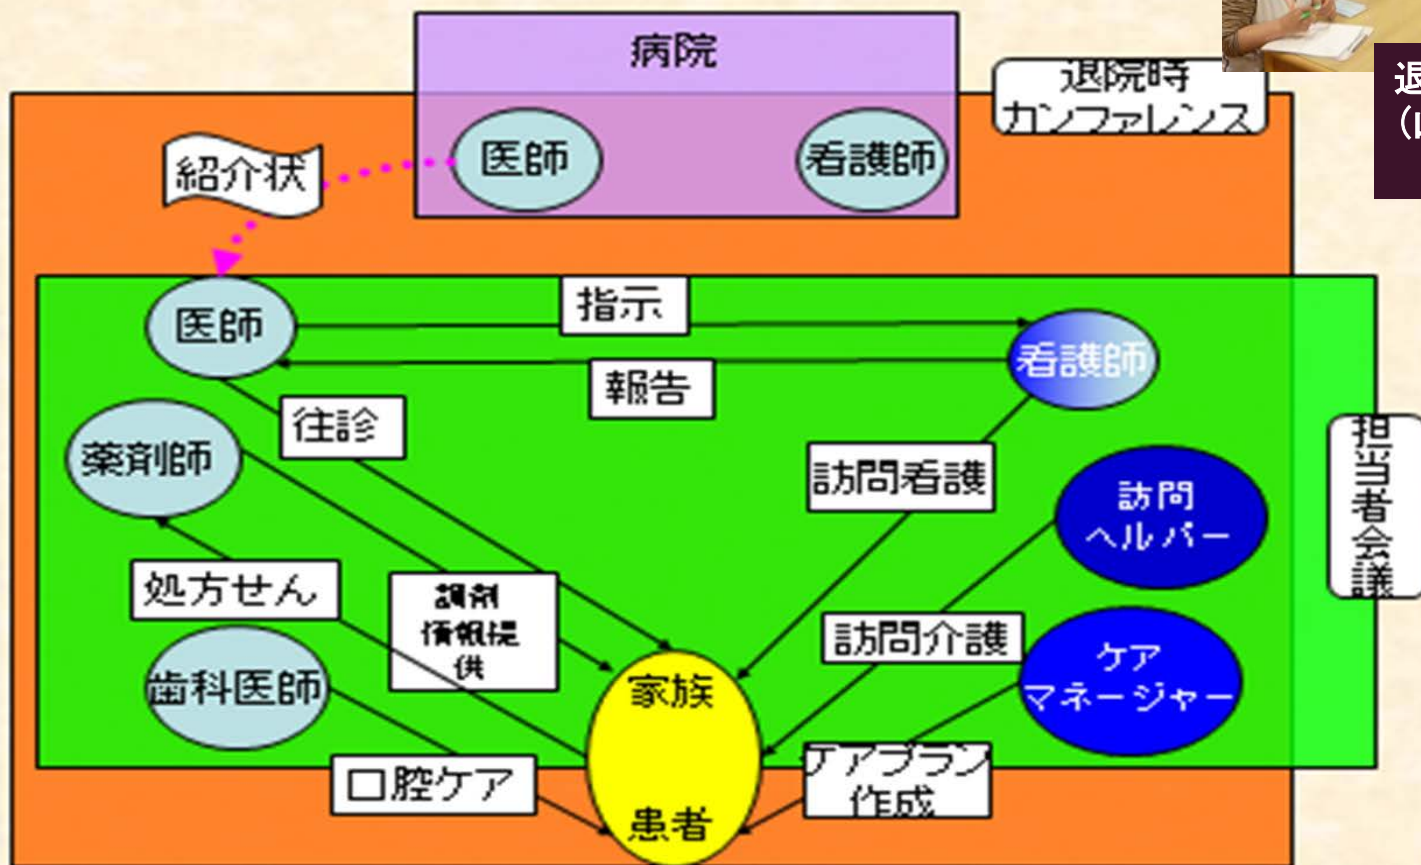 病院
退院時
カンファレンス
退
医師
看護師
紹介状
医師
指示
看護師
報告
往診
薬剤師
訪問看護
担当者会議
訪問
ヘルパー
処方せん
調剤
情報提
供
訪問介護
ケア
マネージャー
歯科医師
家族
患者
口腔ケア
ケアプラン
作成